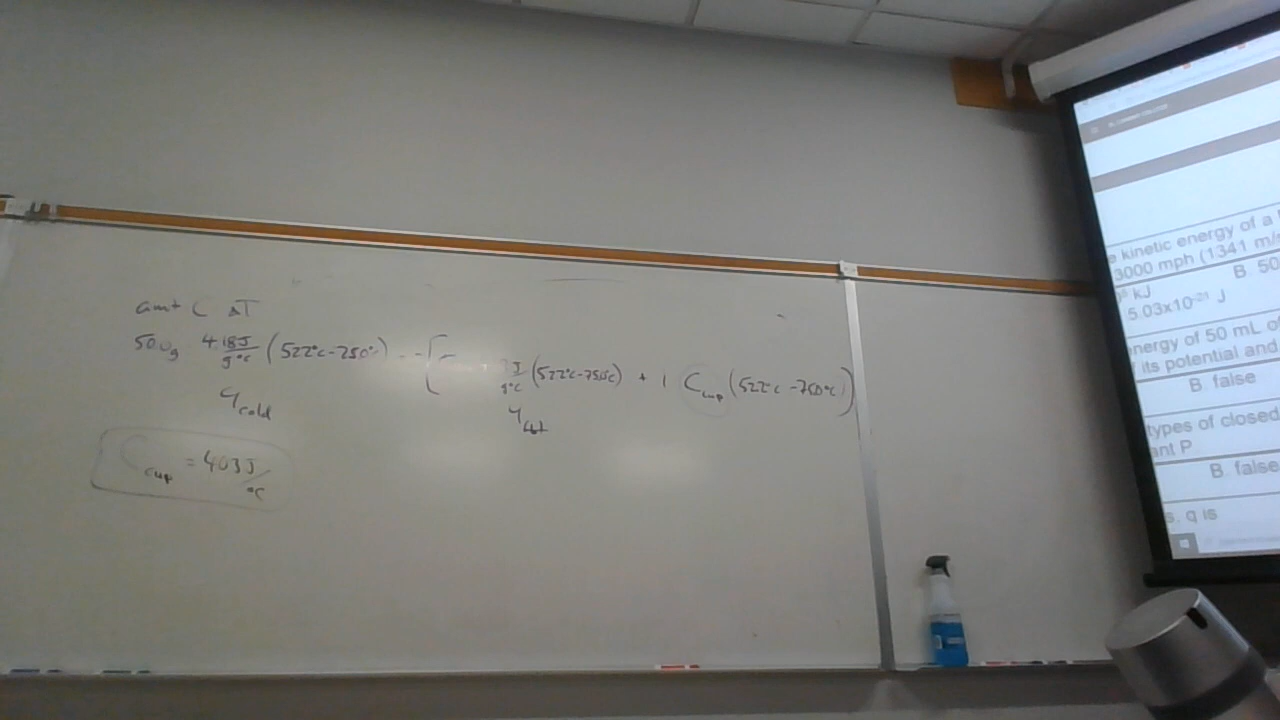 amt C ΔT
50.0g 4.18J/g°C (52.2°C-25.0°C) = -[ J/g°C (52.2°C-75.0°C) + 1 Ccup (52.2°C-75.0°C)]
qcold
qhot
Ccup = 40.3 J/°C
kinetic energy of a
3000 mph (1341 m/s
kJ
B. 50
5.03x10-21 J
energy of 50 mL of
its potential and
B. false
types of closed
ant P
B. false
s, q is